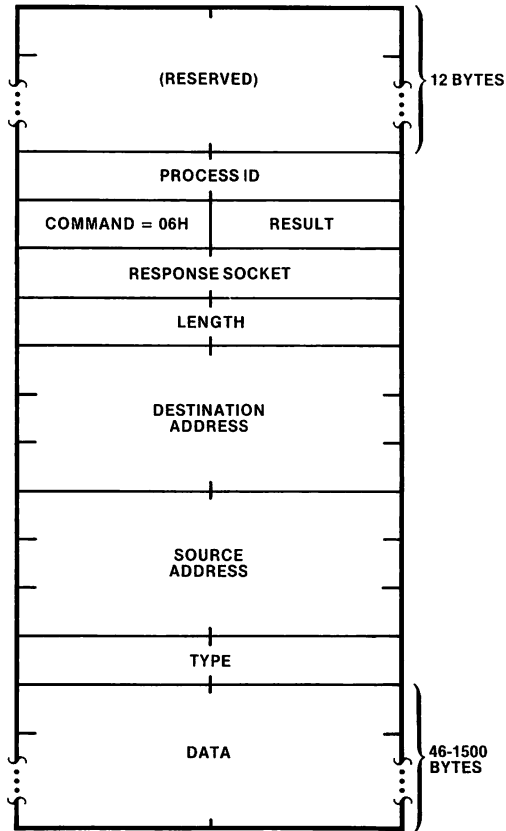 (RESERVED)
12 BYTES
PROCESS ID
COMMAND = 06H
RESULT
RESPONSE SOCKET
LENGTH
DESTINATION
ADDRESS
SOURCE
ADDRESS
TYPE
DATA
46-1500
BYTES